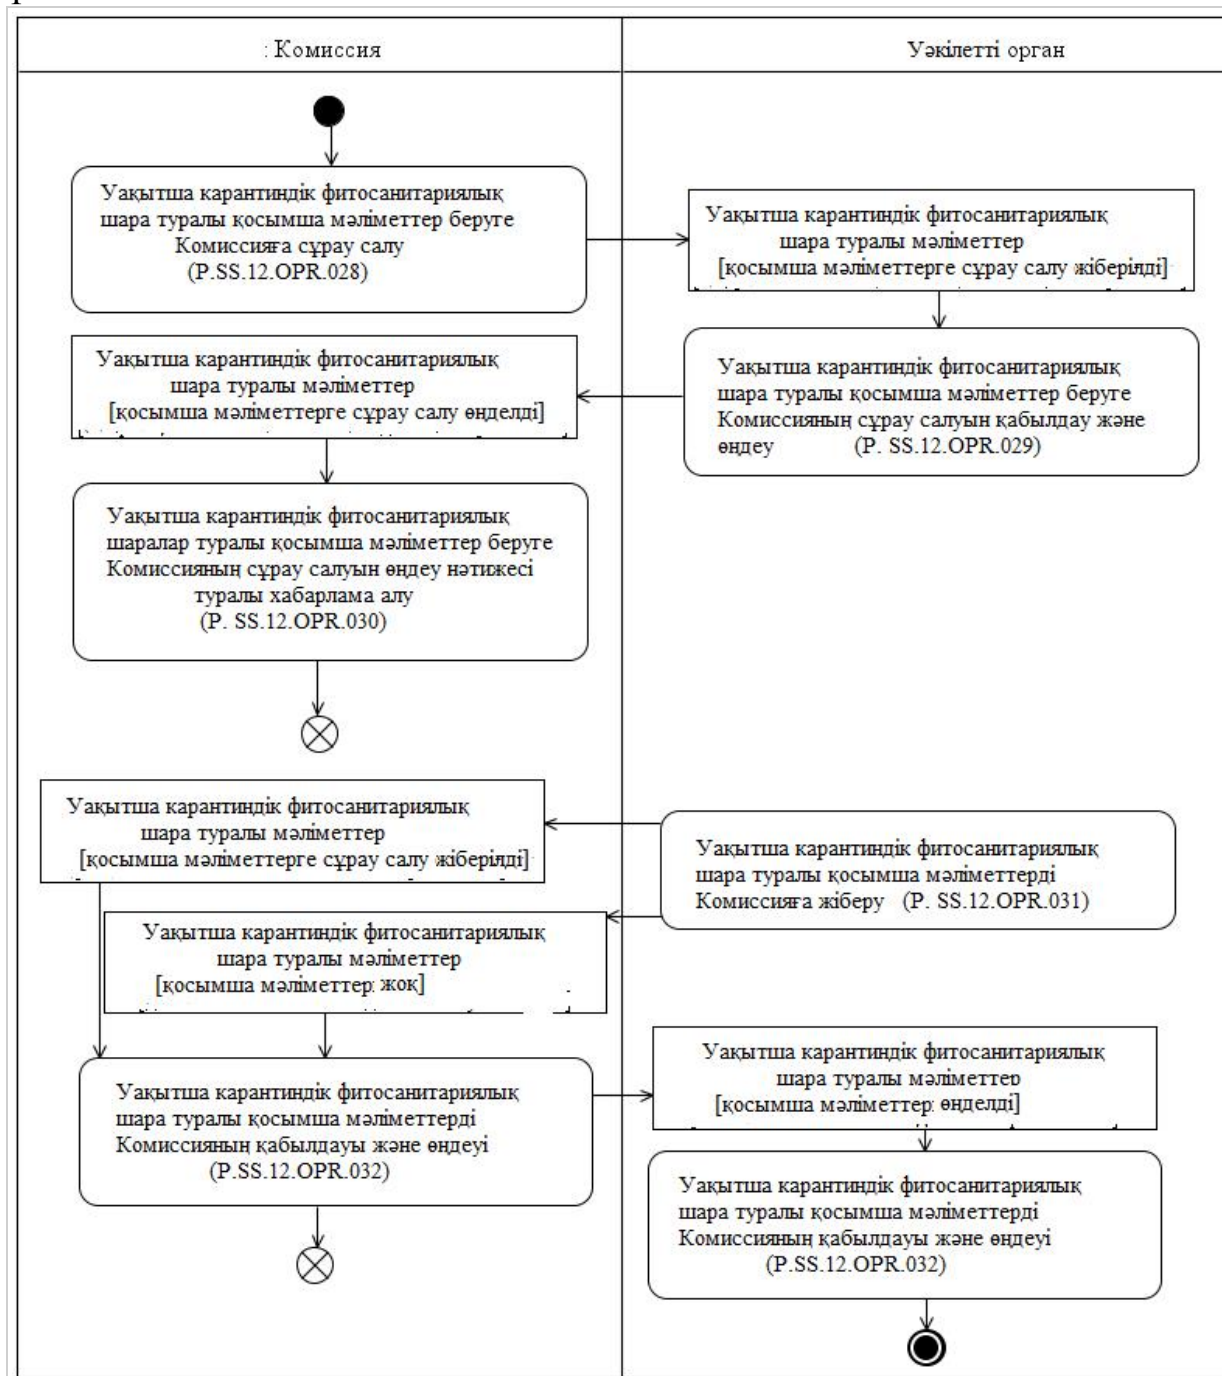 : Комиссия
Уәкілетті орган
Уақытша карантиндік фитосанитариялық
шара туралы қосымша мәліметтер беруге
Комиссияға сұрау салу
(P.SS.12.OPR.028)
Уақытша карантиндік фитосанитариялық
шара туралы мәліметтер
[қосымша мәліметтерге сұрау салу жіберілді]
Уақытша карантиндік фитосанитариялық
шара туралы мәліметтер
[қосымша мәліметтерге сұрау салу өңделді]
Уақытша карантиндік фитосанитариялық
шара туралы қосымша мәліметтер беруге
Комиссияның сұрау салуын қабылдау және
өңдеу (P. SS.12.OPR.029)
Уақытша карантиндік фитосанитариялық
шаралар туралы қосымша мәліметтер беруге
Комиссияның сұрау салуын өңдеу нәтижесі
туралы хабарлама алу
(P. SS.12.OPR.030)
Уақытша карантиндік фитосанитариялық
шара туралы мәліметтер
[қосымша мәліметтерге сұрау салу жіберілді]
Уақытша карантиндік фитосанитариялық
шара туралы қосымша мәліметтерді
Комиссияға жіберу (P. SS.12.OPR.031)
Уақытша карантиндік фитосанитариялық
шара туралы мәліметтер
[қосымша мәліметтер жоқ]
Уақытша карантиндік фитосанитариялық
шара туралы мәліметтер
[қосымша мәліметтер өңделді]
Уақытша карантиндік фитосанитариялық
шара туралы қосымша мәліметтерді
Комиссияның қабылдауы және өңдеуі
(P.SS.12.OPR.032)
Уақытша карантиндік фитосанитариялық
шара туралы қосымша мәліметтерді
Комиссияның қабылдауы және өңдеуі
(P.SS.12.OPR.032)